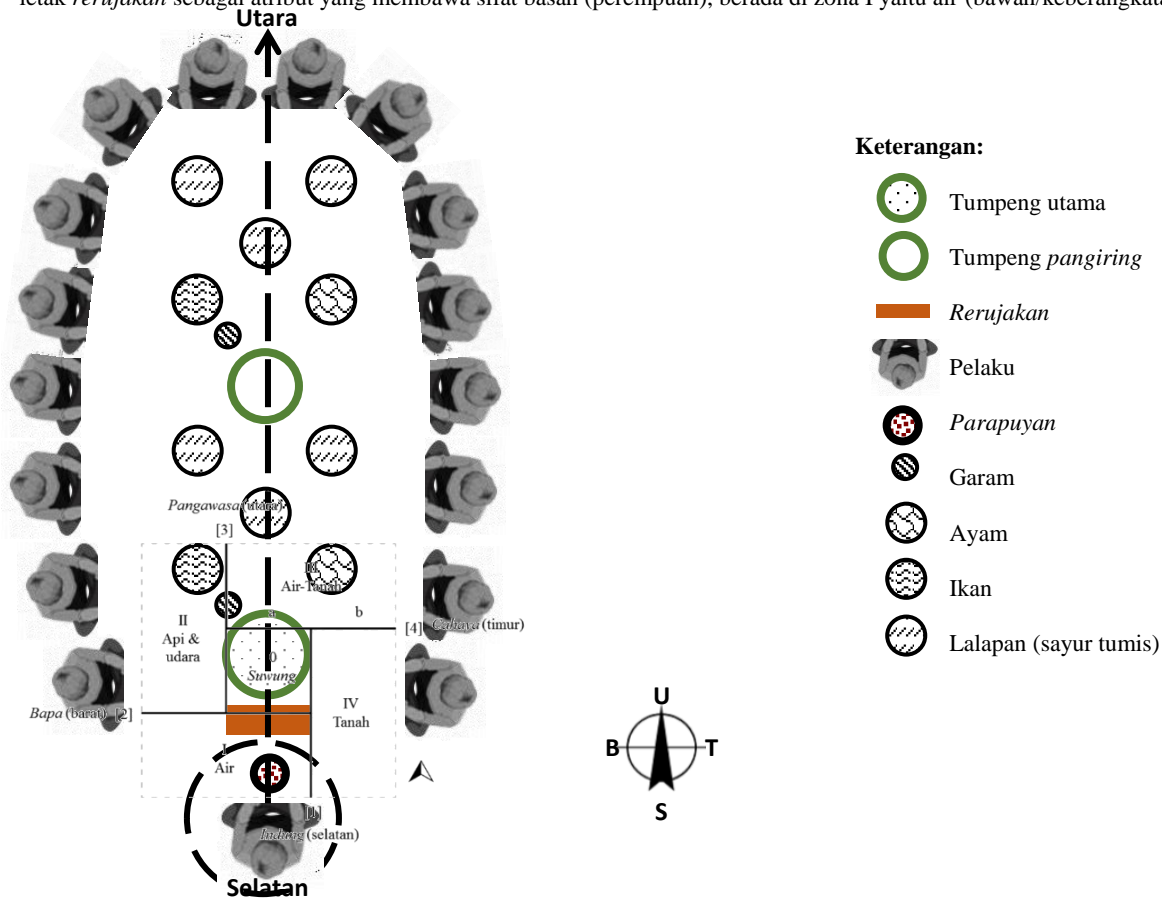 letak rerujakan sebagai atribut yang membawa sifat basah (perempuan), berada di zona I yaitu air (bawah/keberangkata
Utara
Keterangan:
Tumpeng utama
Tumpeng pangiring
Rerujakan
Pelaku
Parapuyan
Garam
Ayam
Ikan
Lalapan (sayur tumis)
Pangawasa (utara)
[3]
III
Air-Tanah
a
b
II
Api &
udara
[4] Cahaya (timur)
0
Suwung
IV
Tanah
Bapa (barat) [2]
I
Air
[1]
Indung (selatan)
Selatan
U
B
T
S